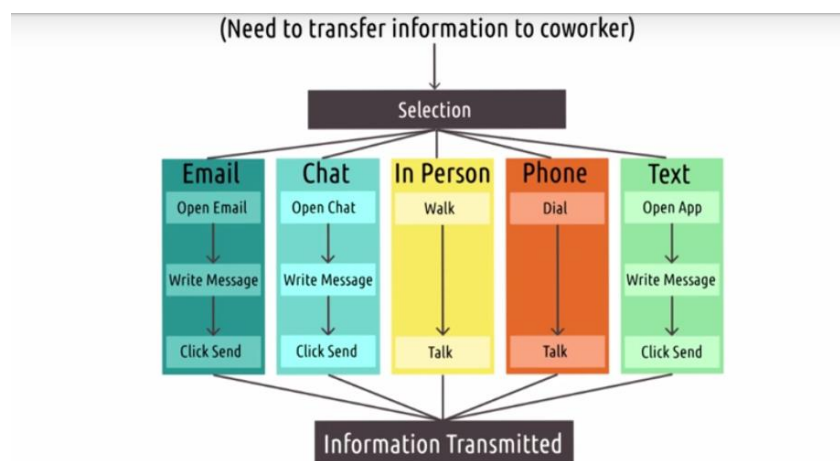 (Need to transfer information to coworker)
Selection
Email
Open Email
Write Message
Click Send
Chat
Open Chat
Write Message
Click Send
In Person
Walk
Talk
Phone
Dial
Talk
Text
Open App
Write Message
Click Send
Information Transmitted